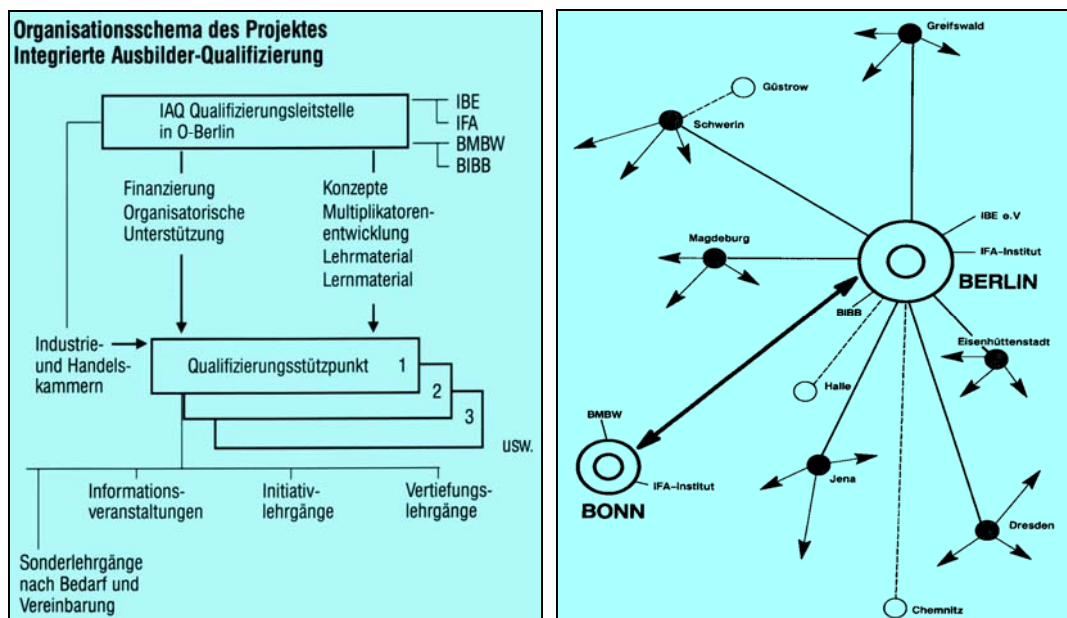 Organisationsschema des Projektes
Integrierte Ausbilder-Qualifizierung
IAQ Qualifizierungsleitstelle
in O-Berlin
IBE
IFA
BMBW
BIBB
Finanzierung
Organisatorische
Unterstützung
Konzepte
Multiplikatoren-
entwicklung
Lehrmaterial
Lernmaterial
Industrie-
und Handels-
kammern
Qualifizierungsstützpunkt 1
2
3
usw.
Informations-
veranstaltungen
Initiativ-
lehrgänge
Vertiefungs-
lehrgänge
Sonderlehrgänge
nach Bedarf und
Vereinbarung
Greifswald
Güstrow
Schwerin
IBE e.V
Magdeburg
IFA-Institut
BERLIN
BIBB
Eisenhüttenstadt
Halle
BMBW
IFA-Institut
BONN
Jena
Dresden
Chemnitz